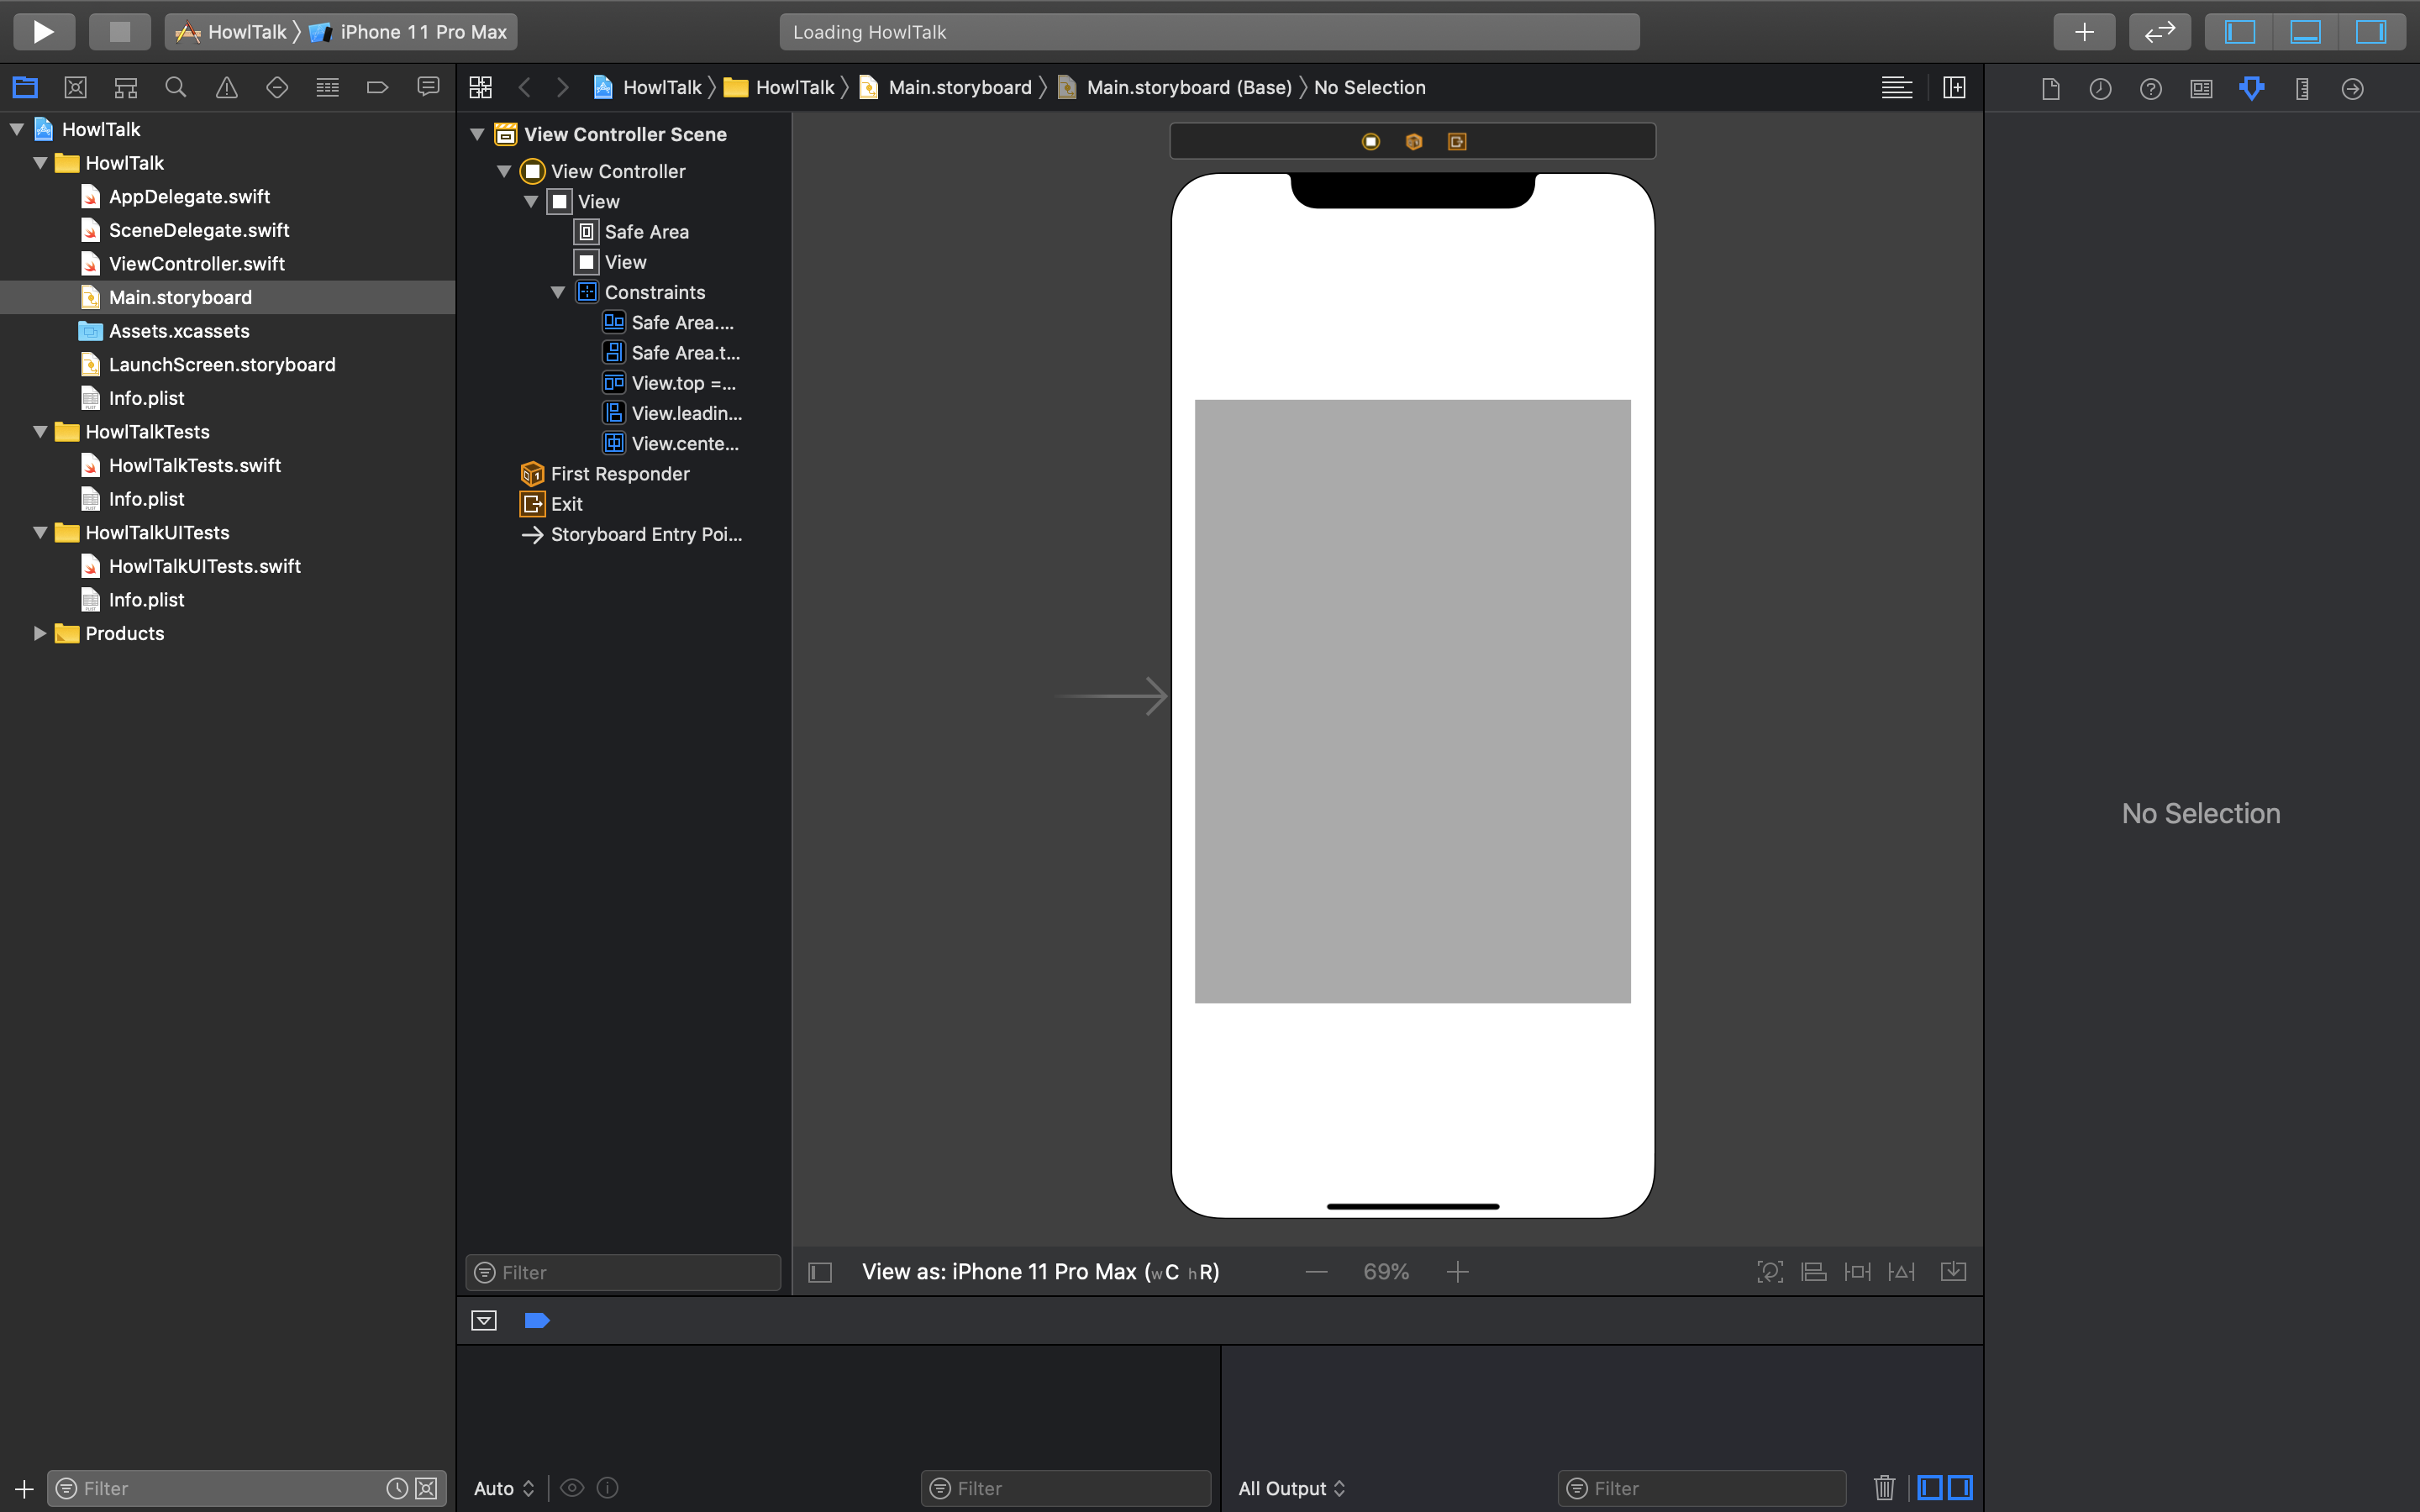 HowlTalk 〉 iPhone 11 Pro Max
Loading HowlTalk
HowlTalk 〉 HowlTalk 〉 Main.storyboard 〉 Main.storyboard (Base) 〉 No Selection
HowlTalk
HowlTalk
AppDelegate.swift
SceneDelegate.swift
ViewController.swift
Main.storyboard
Assets.xcassets
LaunchScreen.storyboard
Info.plist
HowlTalkTests
HowlTalkTests.swift
Info.plist
HowlTalkUITests
HowlTalkUITests.swift
Info.plist
Products
Filter
View Controller Scene
View Controller
View
Safe Area
View
Constraints
Safe Area....
Safe Area.t...
View.top =...
View.leadin...
View.cente...
First Responder
Exit
Storyboard Entry Poi...
Filter
View as: iPhone 11 Pro Max (wC hR)
69%
Auto
Filter
All Output
Filter
No Selection